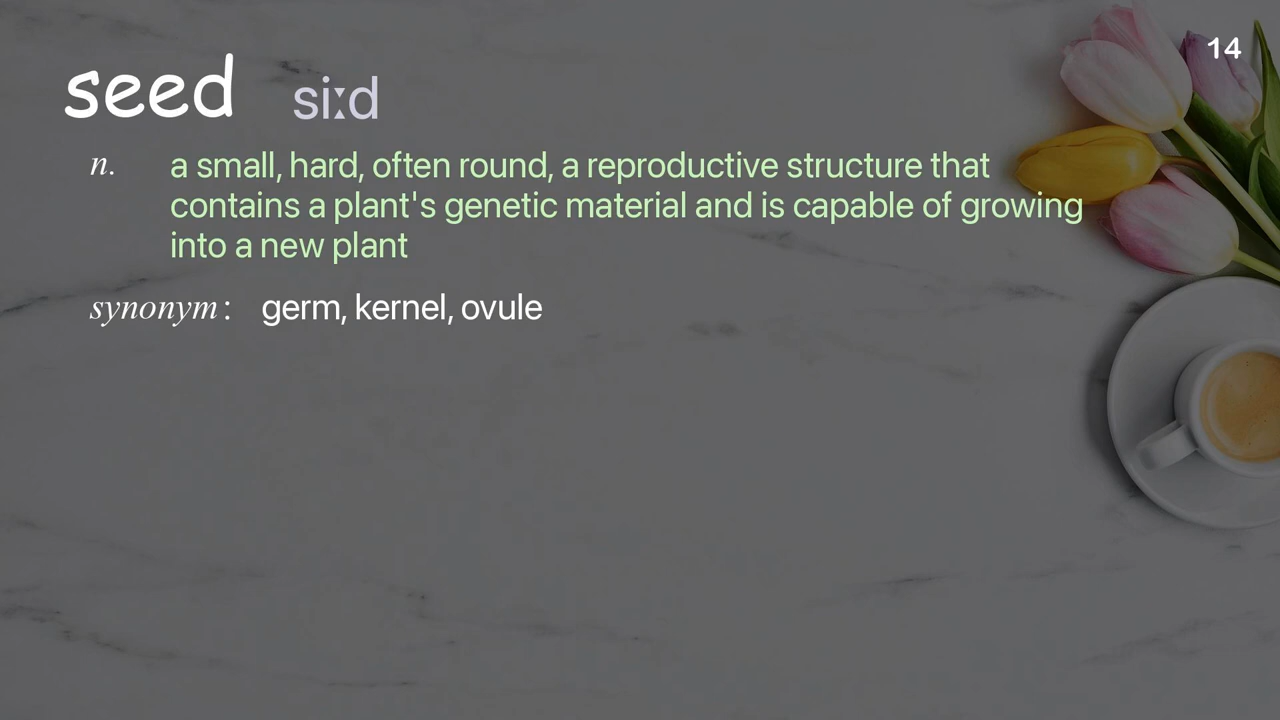 14
seed siːd
n. a small, hard, often round, a reproductive structure that
contains a plant's genetic material and is capable of growing
into a new plant
synonym: germ, kernel, ovule